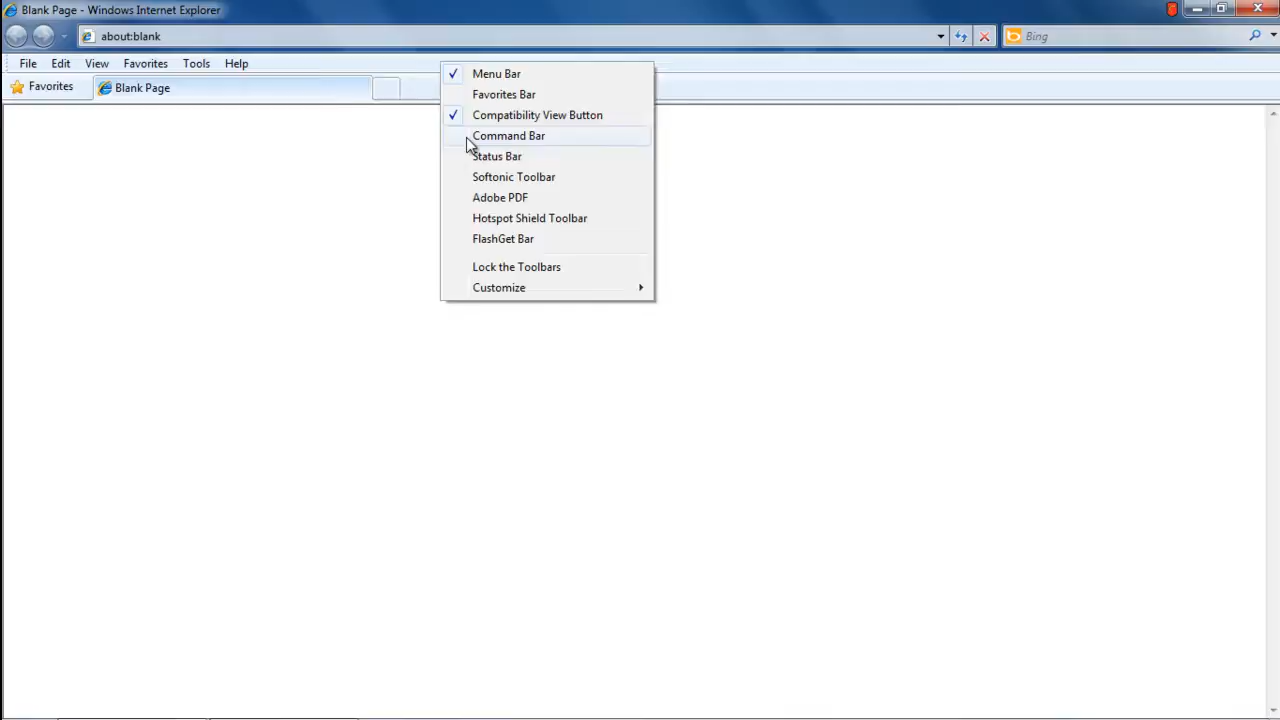 Blank Page - Windows Internet Explorer
about:blank
Bing
File Edit View Favorites Tools Help
Favorites
Blank Page
Menu Bar
Favorites Bar
Compatibility View Button
Command Bar
Status Bar
Softonic Toolbar
Adobe PDF
Hotspot Shield Toolbar
FlashGet Bar
Lock the Toolbars
Customize